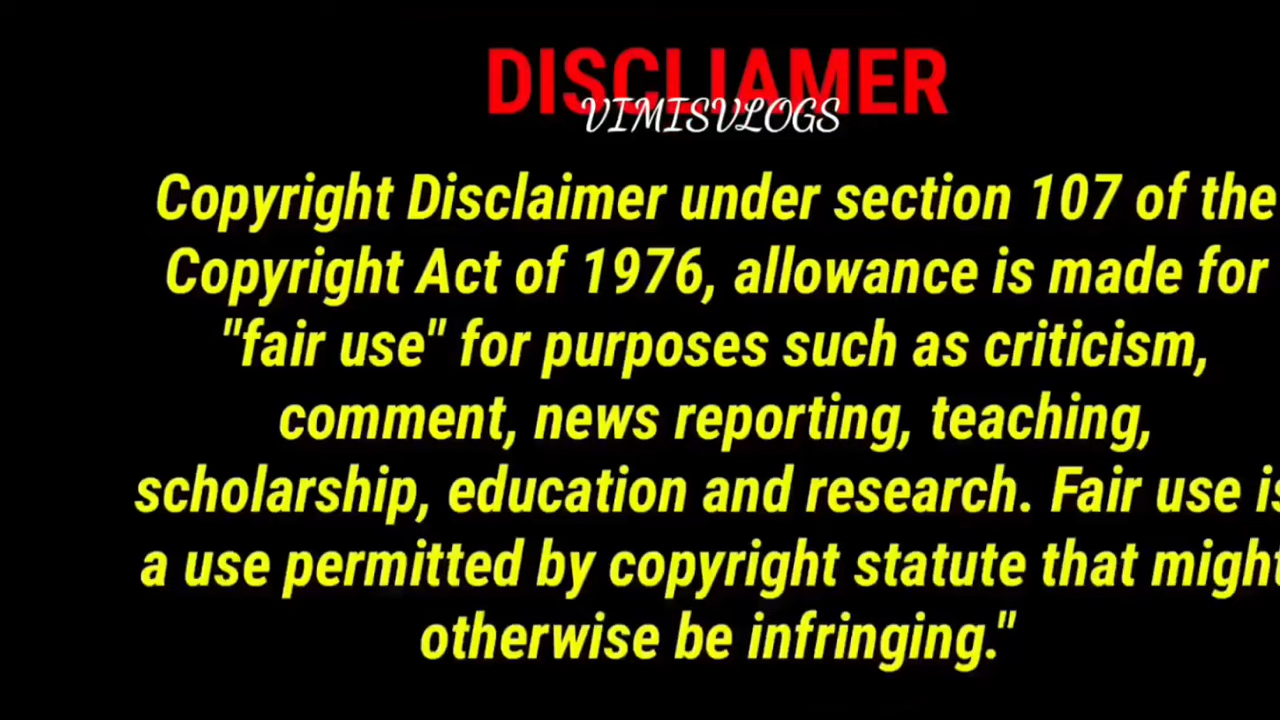 DISCLIAMER
VIMISVLOGS
Copyright Disclaimer under section 107 of the
Copyright Act of 1976, allowance is made for
"fair use" for purposes such as criticism,
comment, news reporting, teaching,
scholarship, education and research. Fair use is
a use permitted by copyright statute that might
otherwise be infringing."